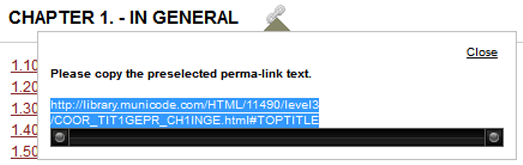 CHAPTER 1. - IN GENERAL
Close
1.10
Please copy the preselected perma-link text.
1.20
http://library.municode.com/HTML/11490/level3
1.30
/COOR_TIT1GEPR_CH1INGE.html#TOPTITLE
1.40
1.50